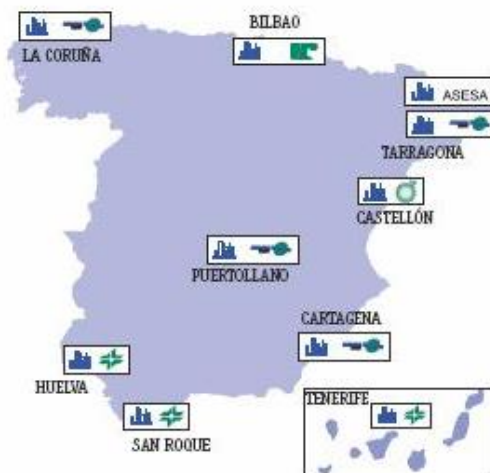 BILBAO
LA CORUÑA
ASESA
TARRAGONA
CASTELLÓN
PUERTOLLANO
CARTAGENA
HUELVA
TENERIFE
SAN ROQUE